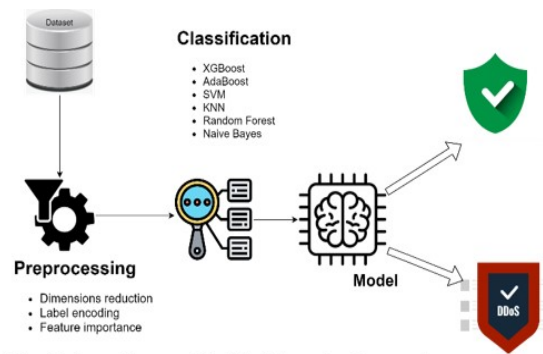 Dataset
Classification
• XGBoost
• AdaBoost
• SVM
• KNN
• Random Forest
• Naive Bayes
Preprocessing
• Dimensions reduction
• Label encoding
• Feature importance
Model
DDoS